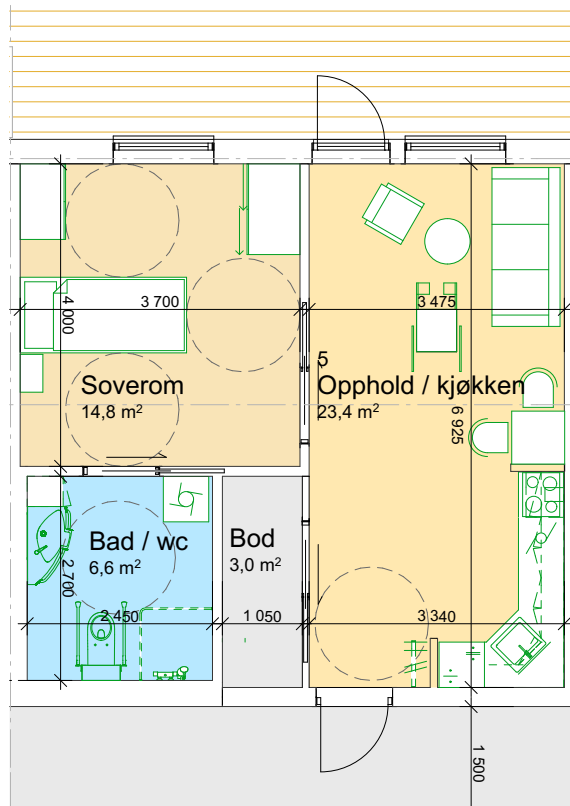 3 700
3 475
4 000
5
Soverom
14,8 m²
Opphold / kjøkken
23,4 m²
6 925
Bad / wc
6,6 m²
Bod
3,0 m²
2 700
2 450
1 050
3 340
1 500